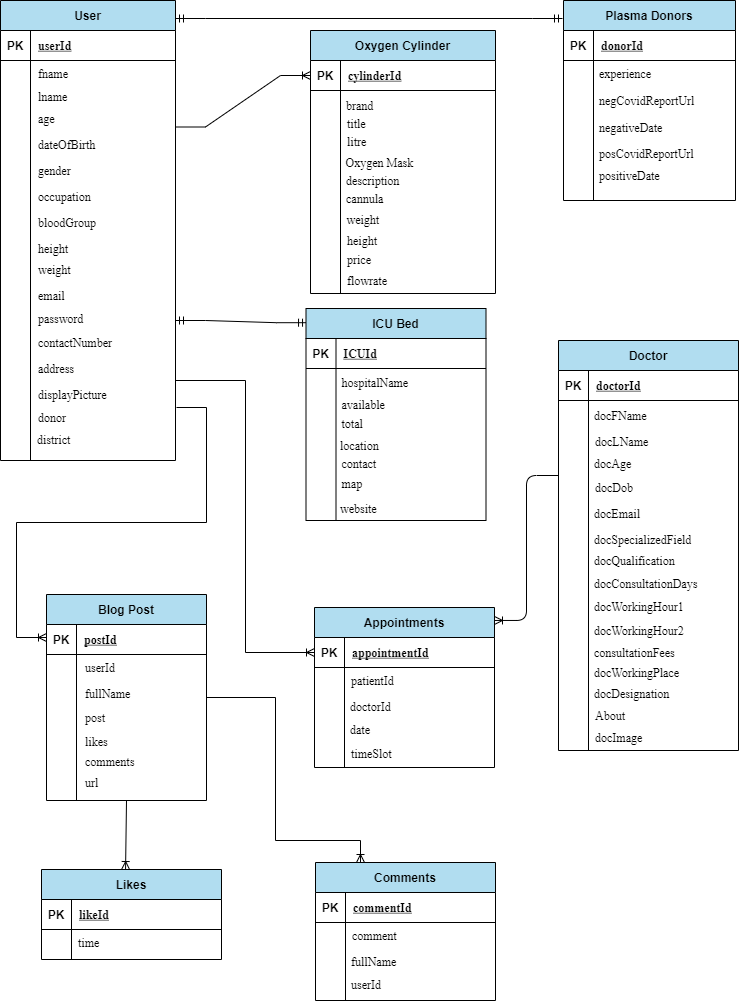 User
PK userId
fname
lname
age
dateOfBirth
gender
occupation
bloodGroup
height
weight
email
password
contactNumber
address
displayPicture
donor
district
Oxygen Cylinder
PK cylinderId
brand
title
litre
Oxygen Mask
description
cannula
weight
height
price
flowrate
Plasma Donors
PK donorId
experience
negCovidReportUrl
negativeDate
posCovidReportUrl
positiveDate
ICU Bed
PK ICUId
hospitalName
available
total
location
contact
map
website
Doctor
PK doctorId
docFName
docLName
docAge
docDob
docEmail
docSpecializedField
docQualification
docConsultationDays
docWorkingHour1
docWorkingHour2
consultationFees
docWorkingPlace
docDesignation
About
docImage
Blog Post
PK postId
userId
fullName
post
likes
comments
url
Appointments
PK appointmentId
patientId
doctorId
date
timeSlot
Likes
PK likeId
time
Comments
PK commentId
comment
fullName
userId